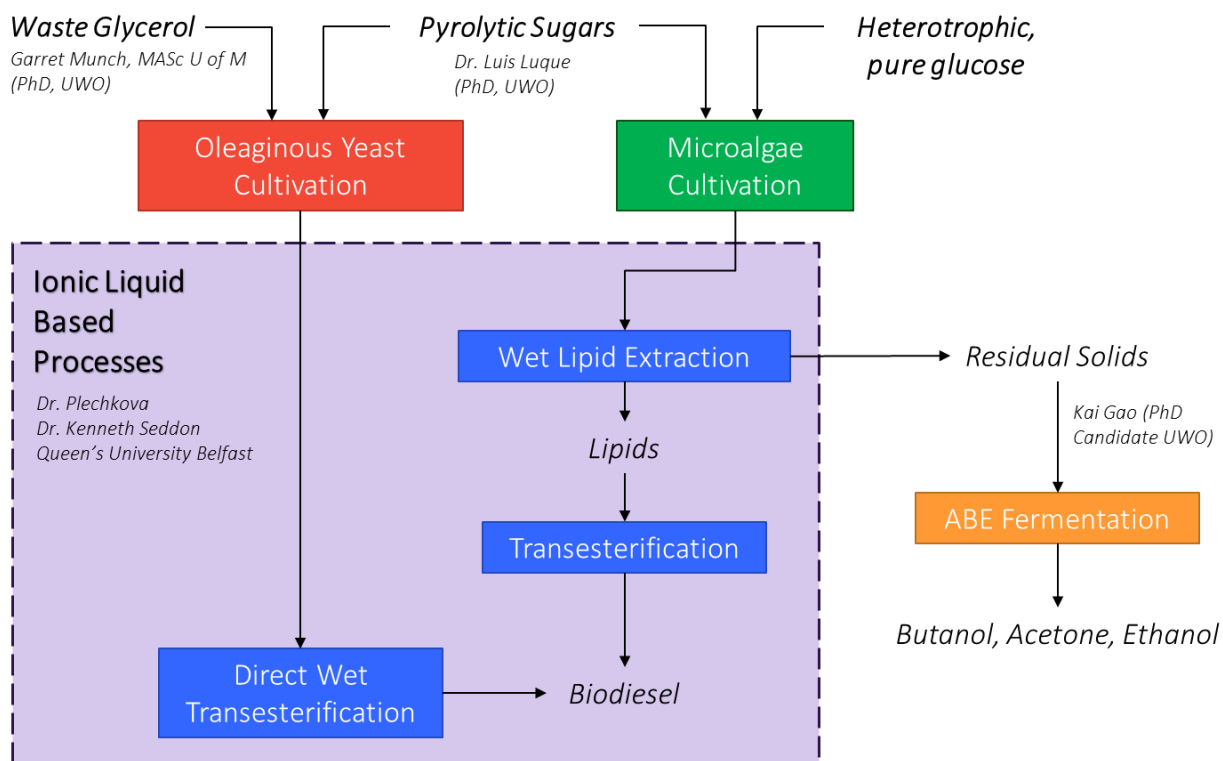 Waste Glycerol
Garret Munch, MASc U of M
(PhD, UWO)
Pyrolytic Sugars
Dr. Luis Luque
(PhD, UWO)
Heterotrophic,
pure glucose
Oleaginous Yeast
Cultivation
Microalgae
Cultivation
Ionic Liquid
Based
Processes
Dr. Plechkova
Dr. Kenneth Seddon
Queen's University Belfast
Wet Lipid Extraction
Residual Solids
Kai Gao (PhD
Candidate UWO)
Lipids
Transesterification
ABE Fermentation
Butanol, Acetone, Ethanol
Direct Wet
Transesterification
Biodiesel